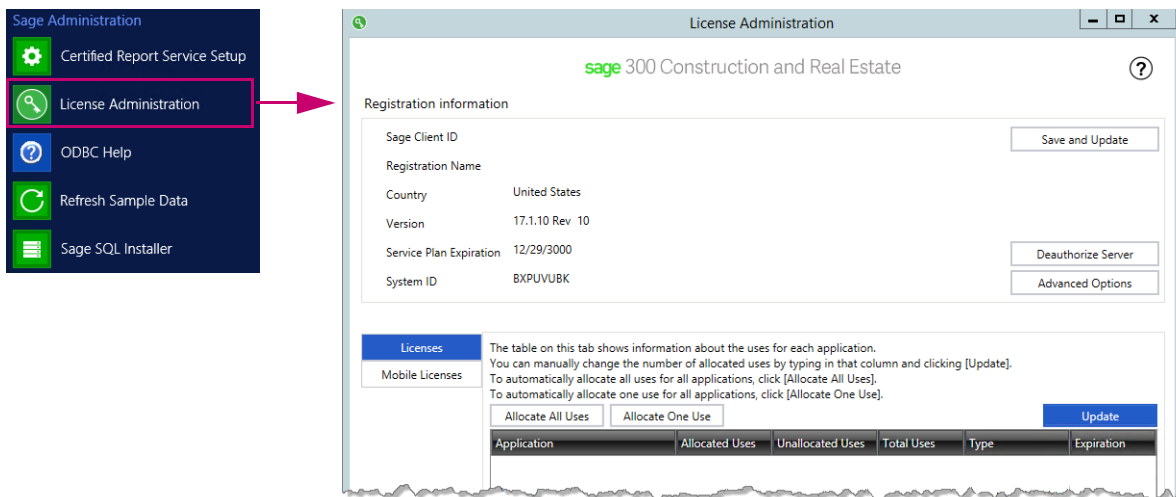 Sage Administration
Certified Report Service Setup
License Administration
ODBC Help
Refresh Sample Data
Sage SQL Installer
License Administration
sage 300 Construction and Real Estate
Registration information
Sage Client ID
Save and Update
Registration Name
Country United States
Version 17.1.10 Rev 10
Service Plan Expiration 12/29/3000
Deauthorize Server
System ID BXPUVUBK
Advanced Options
Licenses
Mobile Licenses
The table on this tab shows information about the uses for each application.
You can manually change the number of allocated uses by typing in that column and clicking [Update].
To automatically allocate all uses for all applications, click [Allocate All Uses].
To automatically allocate one use for all applications, click [Allocate One Use].
Allocate All Uses Allocate One Use Update
Application Allocated Uses Unallocated Uses Total Uses Type Expiration